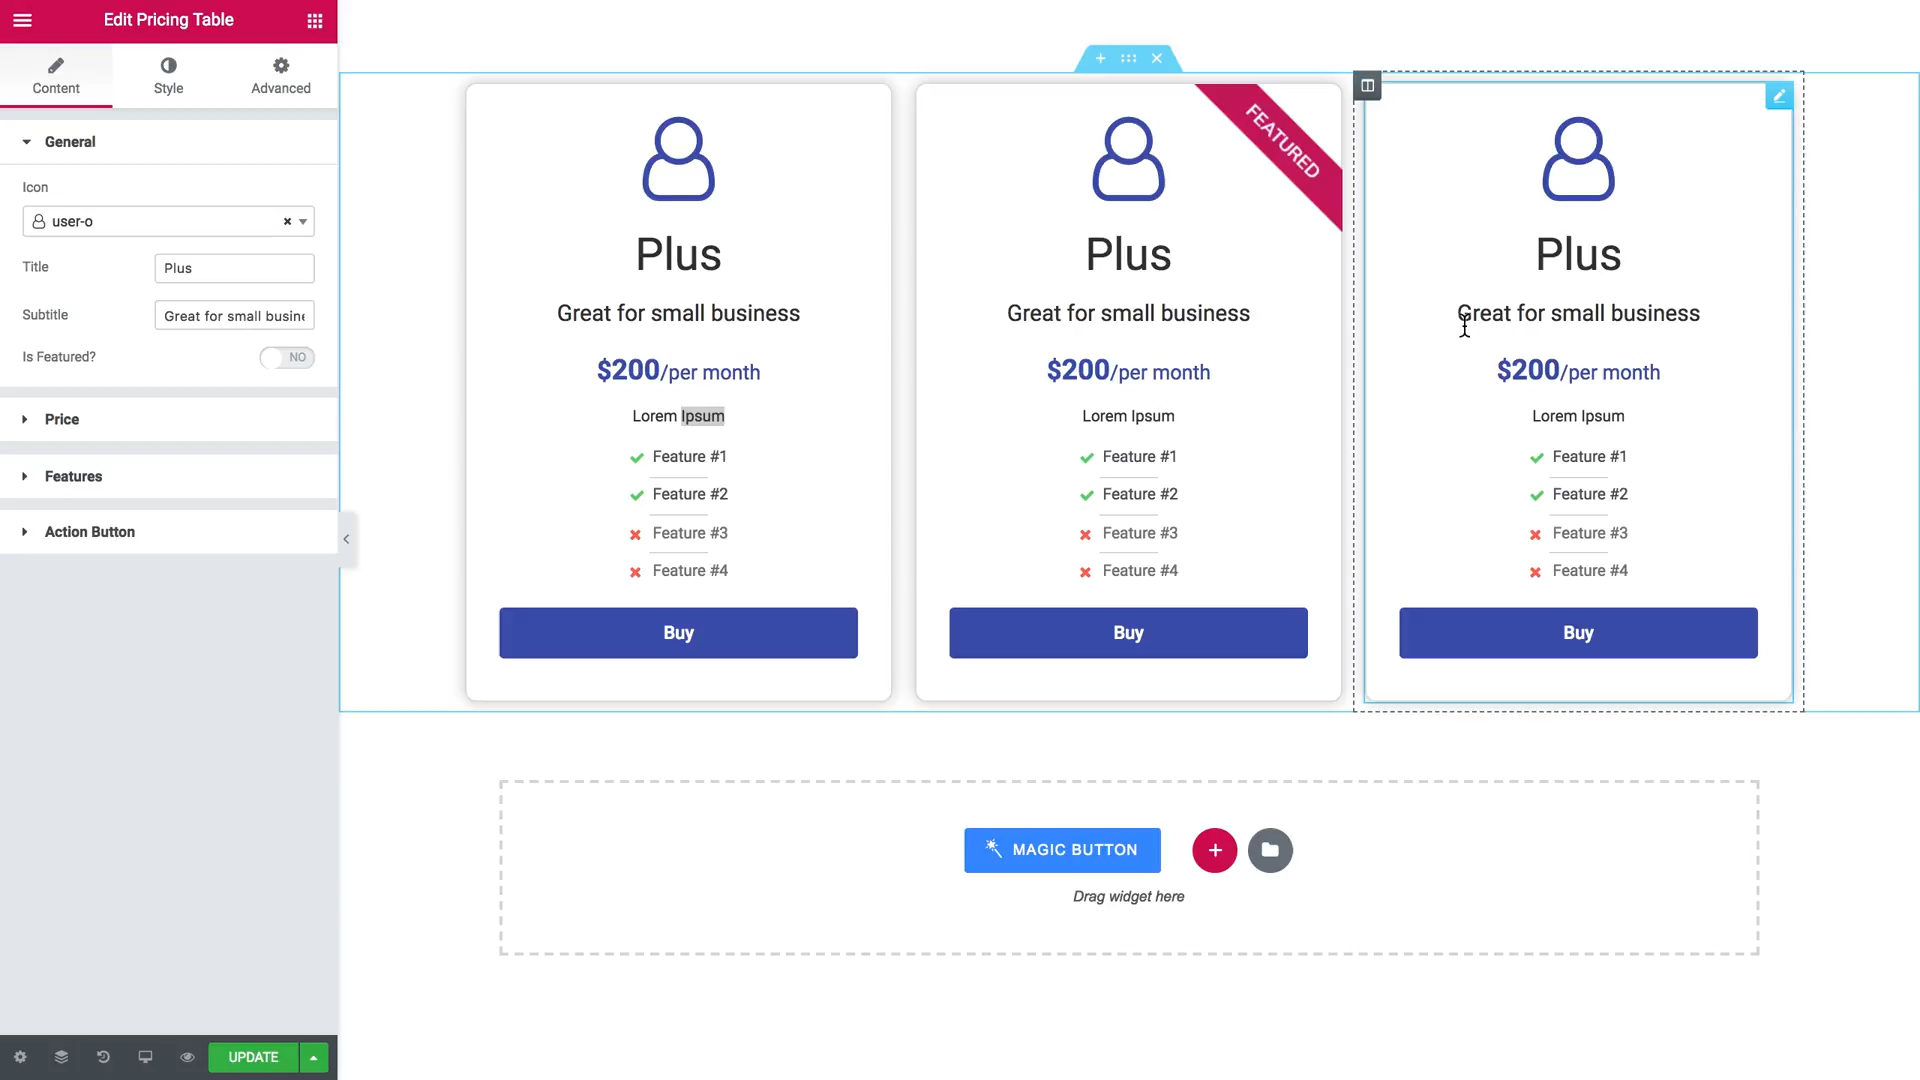 Edit Pricing Table
Content
Style
Advanced
General
Icon
user-o
Title
Plus
Subtitle
Great for small busine
Is Featured?
NO
Price
Features
Action Button
UPDATE
Plus
Great for small business
$200/per month
Lorem Ipsum
Feature #1
Feature #2
Feature #3
Feature #4
Buy
FEATURED
Plus
Great for small business
$200/per month
Lorem Ipsum
Feature #1
Feature #2
Feature #3
Feature #4
Buy
Plus
Great for small business
$200/per month
Lorem Ipsum
Feature #1
Feature #2
Feature #3
Feature #4
Buy
MAGIC BUTTON
Drag widget here